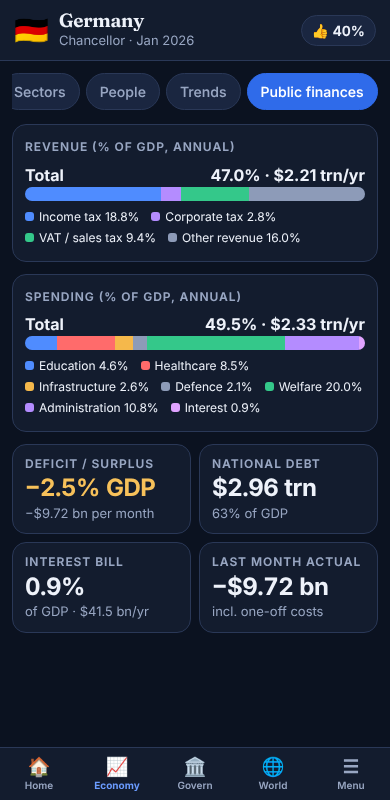 Germany
Chancellor · Jan 2026
👍 40%
Sectors People Trends Public finances
REVENUE (% OF GDP, ANNUAL)
Total 47.0% · $2.21 trn/yr
Income tax 18.8% Corporate tax 2.8%
VAT / sales tax 9.4% Other revenue 16.0%
SPENDING (% OF GDP, ANNUAL)
Total 49.5% · $2.33 trn/yr
Education 4.6% Healthcare 8.5%
Infrastructure 2.6% Defence 2.1% Welfare 20.0%
Administration 10.8% Interest 0.9%
DEFICIT / SURPLUS
−2.5% GDP
−$9.72 bn per month
NATIONAL DEBT
$2.96 trn
63% of GDP
INTEREST BILL
0.9%
of GDP · $41.5 bn/yr
LAST MONTH ACTUAL
−$9.72 bn
incl. one-off costs
Home Economy Govern World Menu